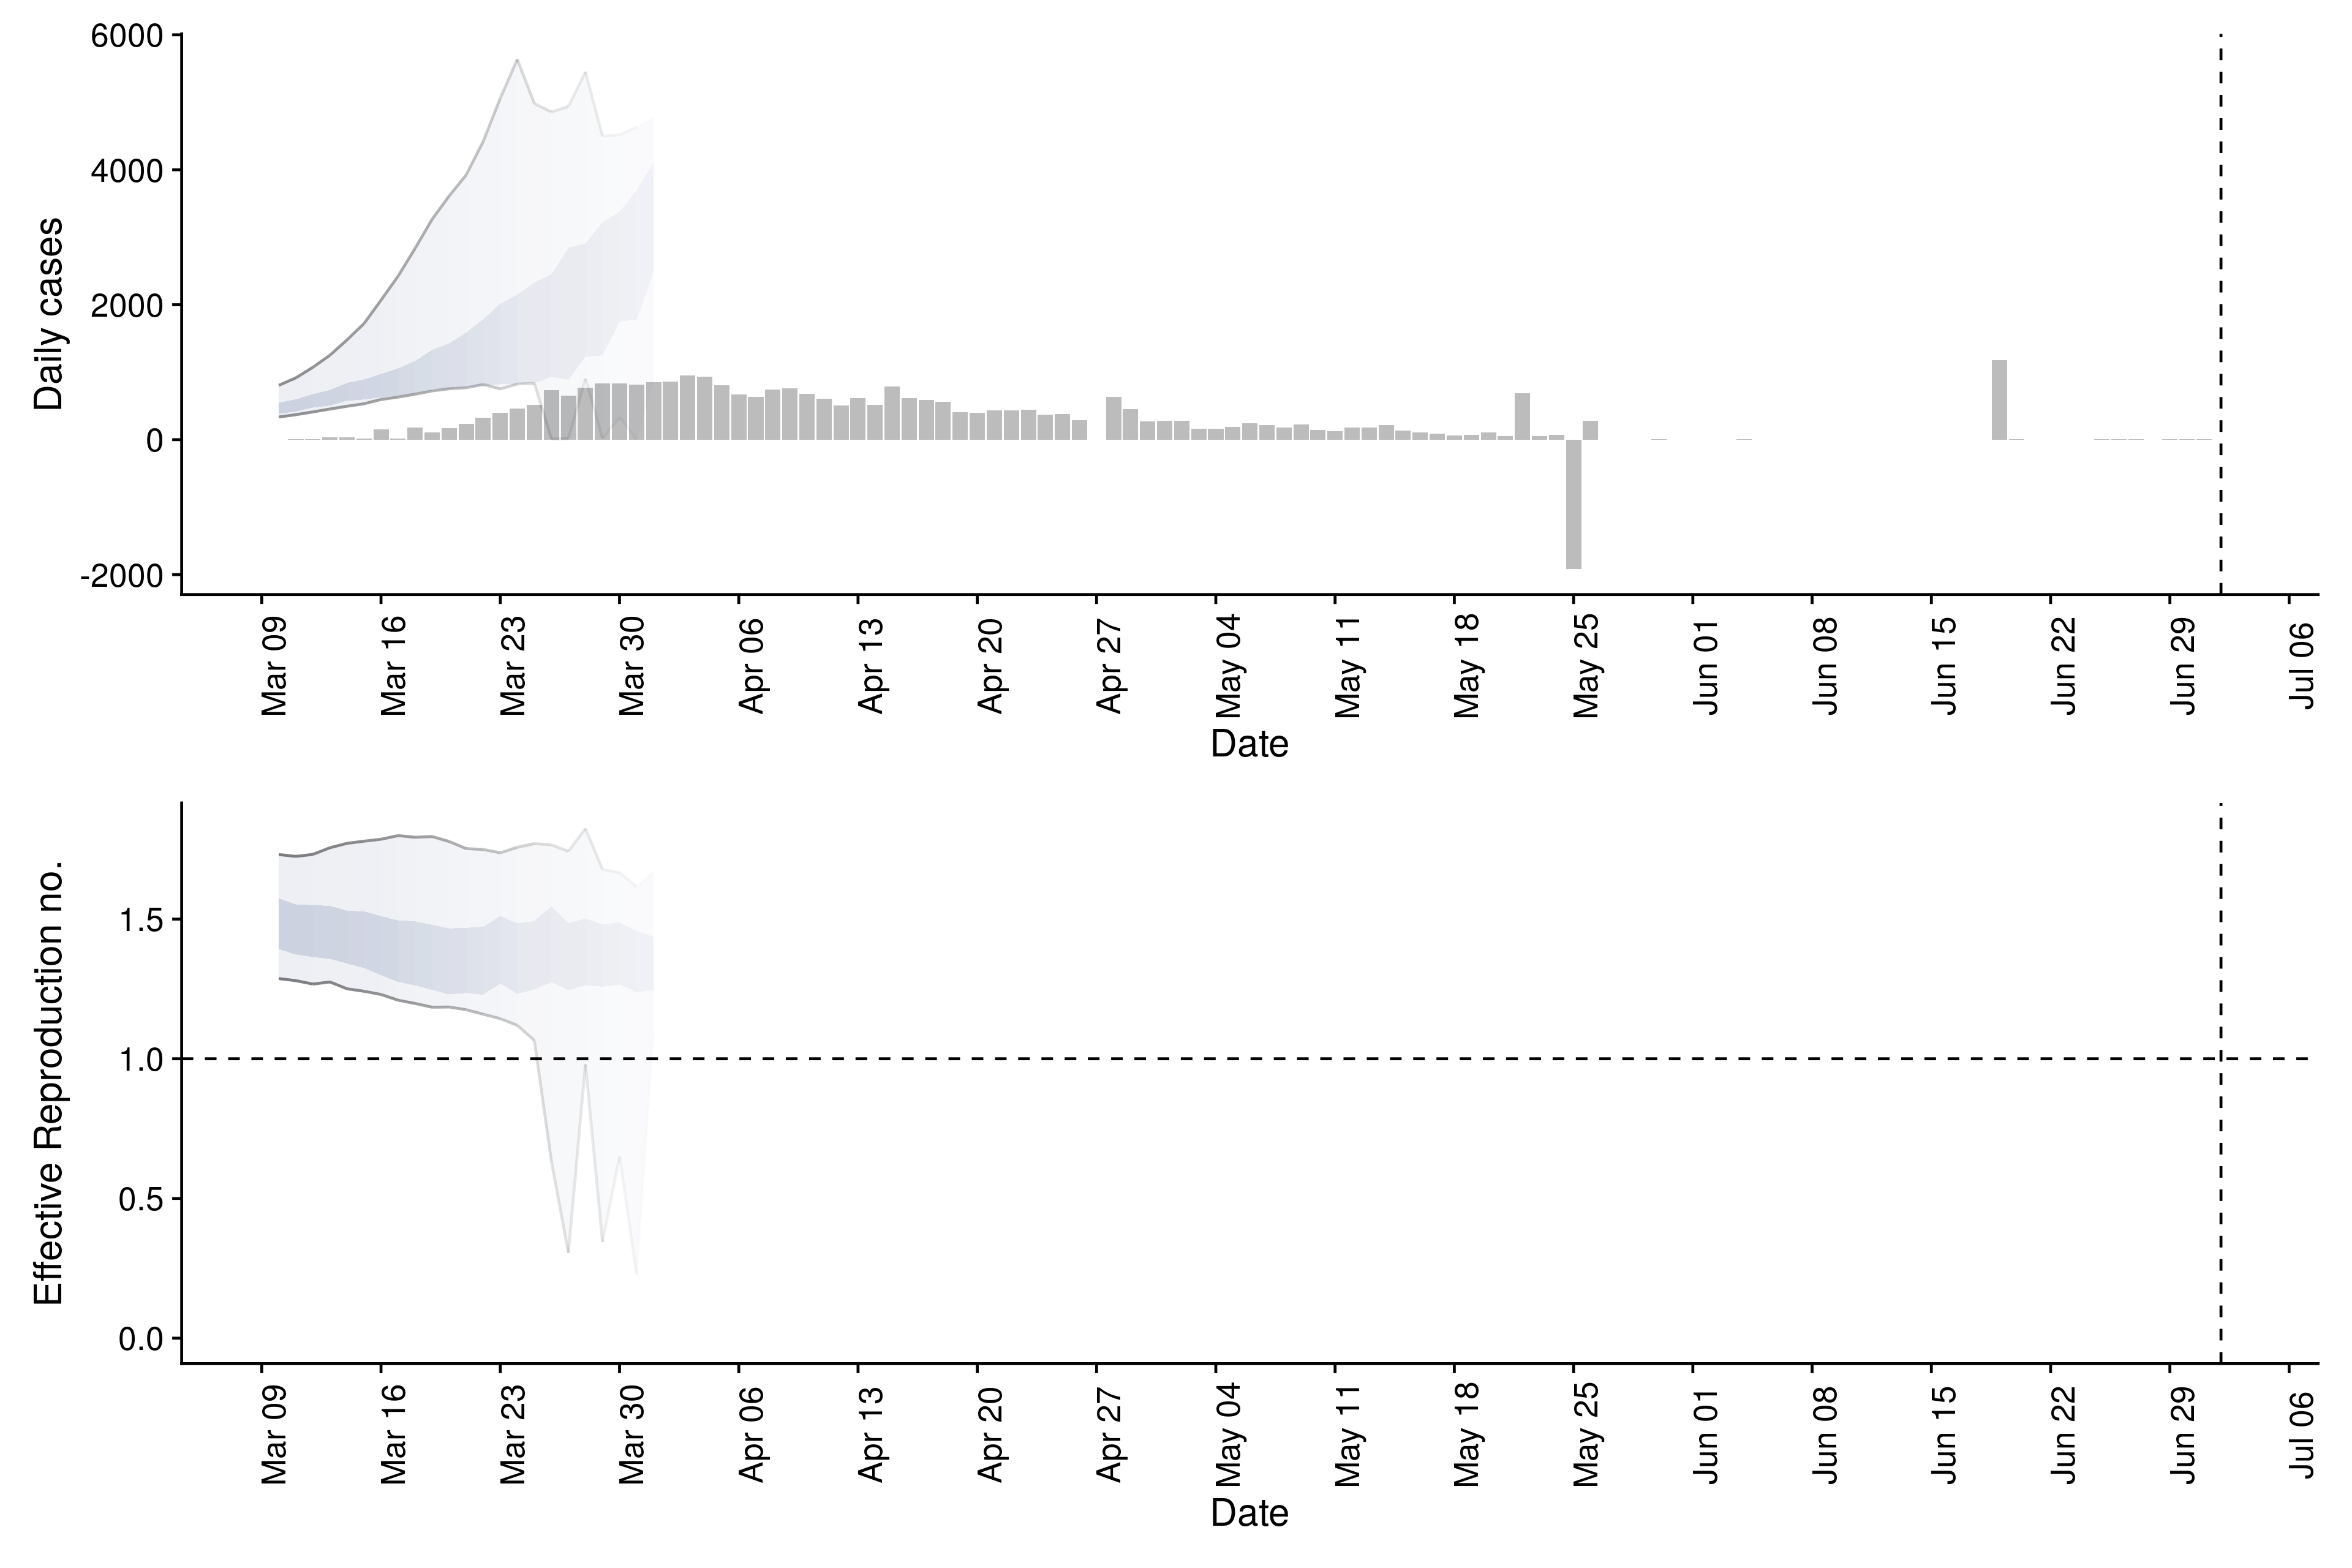 Daily cases
6000
4000
2000
0
-2000
Mar 09 Mar 16 Mar 23 Mar 30 Apr 06 Apr 13 Apr 20 Apr 27 May 04 May 11 May 18 May 25 Jun 01 Jun 08 Jun 15 Jun 22 Jun 29 Jul 06
Date
Effective Reproduction no.
1.5
1.0
0.5
0.0
Mar 09 Mar 16 Mar 23 Mar 30 Apr 06 Apr 13 Apr 20 Apr 27 May 04 May 11 May 18 May 25 Jun 01 Jun 08 Jun 15 Jun 22 Jun 29 Jul 06
Date